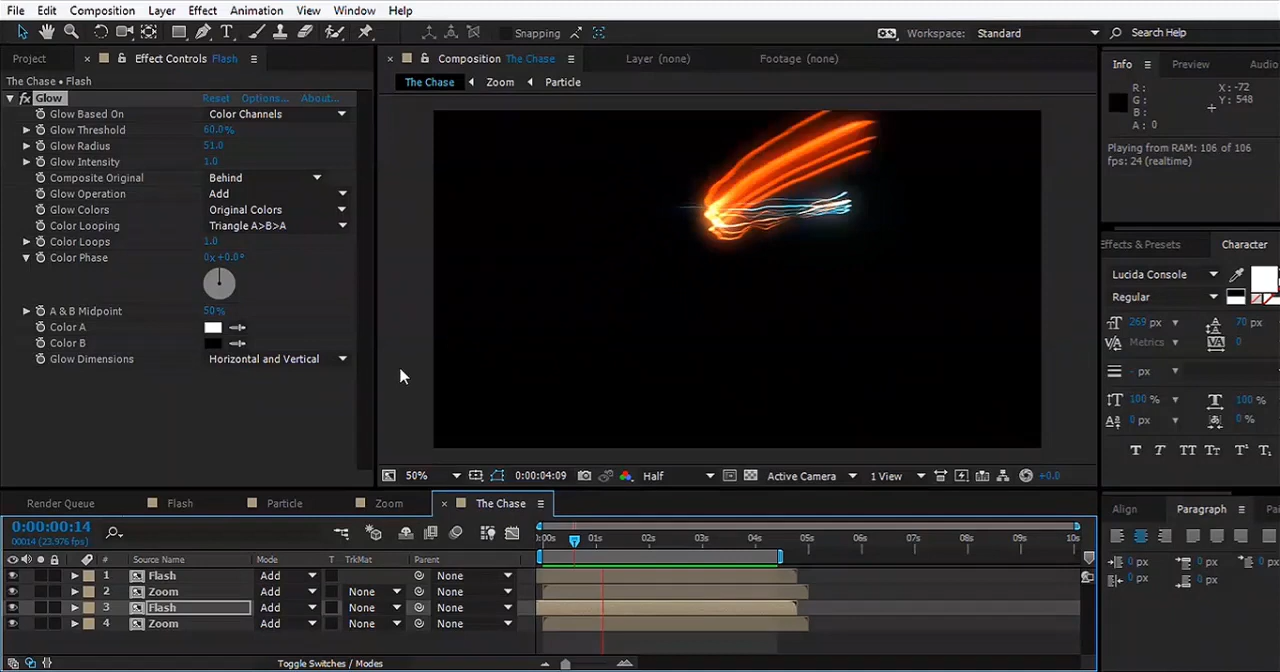 File Edit Composition Layer Effect Animation View Window Help
Snapping Workspace: Standard Search Help
Project × Effect Controls Flash
The Chase • Flash
fx Glow Reset Options... About...
Glow Based On Color Channels
Glow Threshold 60.0%
Glow Radius 51.0
Glow Intensity 1.0
Composite Original Behind
Glow Operation Add
Glow Colors Original Colors
Color Looping Triangle A>B>A
Color Loops 1.0
Color Phase 0x+0.0°
A & B Midpoint 50%
Color A
Color B
Glow Dimensions Horizontal and Vertical
× Composition The Chase Layer (none) Footage (none)
The Chase Zoom Particle
50% 0:00:04:09 Half Active Camera 1 View +0.0
Info Preview Audio
R : X: -72
G : Y: 548
B :
A : 0
Playing from RAM: 106 of 106
fps: 24 (realtime)
Effects & Presets Character
Lucida Console
Regular
269 px 70 px
Metrics 0
- px
100 % 100 %
0 px 0 %
T T TT Tt T¹ T₁
Align Paragraph Pa
0 px 0 px 0 px
0 px 0 px
Render Queue Flash Particle Zoom × The Chase
0:00:00:14
00014 (23.976 fps)
:00s 01s 02s 03s 04s 05s 06s 07s 08s 09s 10s
# Source Name Mode T TrkMat Parent
1 Flash Add None
2 Zoom Add None None
3 Flash Add None None
4 Zoom Add None None
Toggle Switches / Modes